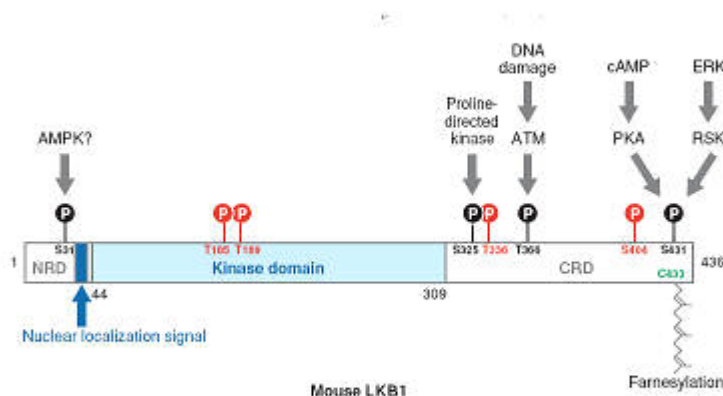 DNA
damage
cAMP
ERK
Proline-
directed
kinase
AMPK?
ATM
PKA
RSK
P
P
P
P
P
P
P
P
S31
T185
T189
S325
T336
T366
S404
S431
1
NRD
Kinase domain
CRD
C433
436
44
309
Nuclear localization signal
Farnesylation
Mouse LKB1